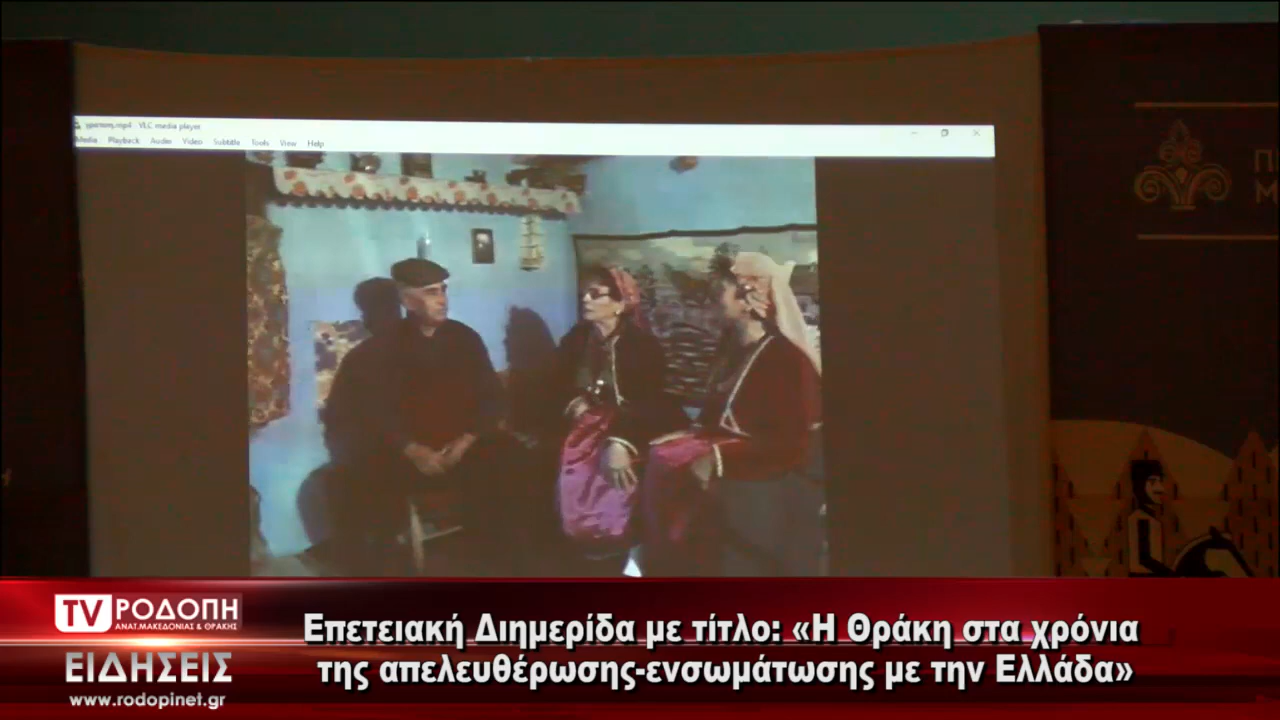 VLC media player
Media Playback Audio Video Subtitle Tools View Help
Π
Μ
TV ΡΟΔΟΠΗ
ΑΝΑΤ.ΜΑΚΕΔΟΝΙΑΣ & ΘΡΑΚΗΣ
ΕΙΔΗΣΕΙΣ
www.rodopinet.gr
Επετειακή Διημερίδα με τίτλο: «Η Θράκη στα χρόνια
της απελευθέρωσης-ενσωμάτωσης με την Ελλάδα»